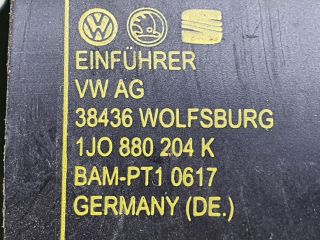 EINFÜHRER
VW AG
38436 WOLFSBURG
1JO 880 204 K
BAM-PT1 0617
GERMANY (DE.)